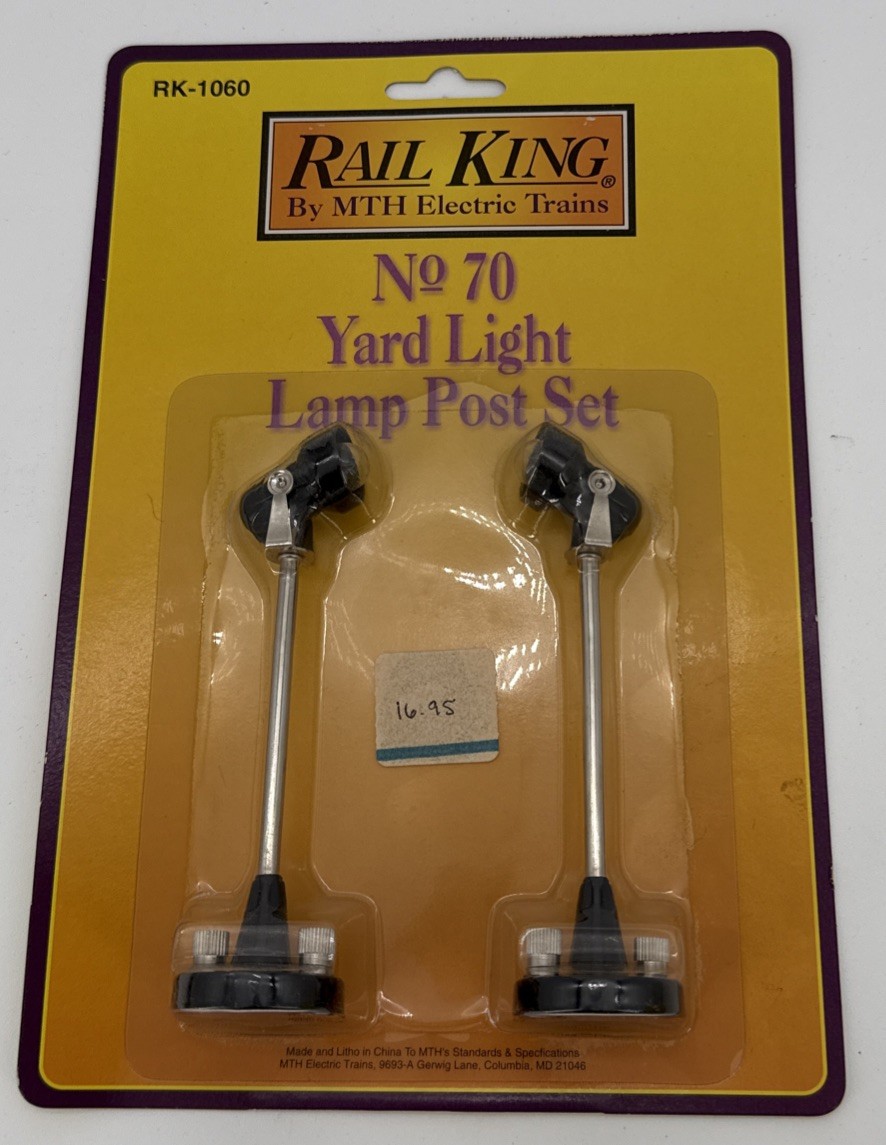 RK-1060
RAIL KING®
By MTH Electric Trains
No 70
Yard Light
Lamp Post Set
16.95
Made and Litho in China To MTH's Standards & Specfications
MTH Electric Trains, 9693-A Gerwig Lane, Columbia, MD 21046